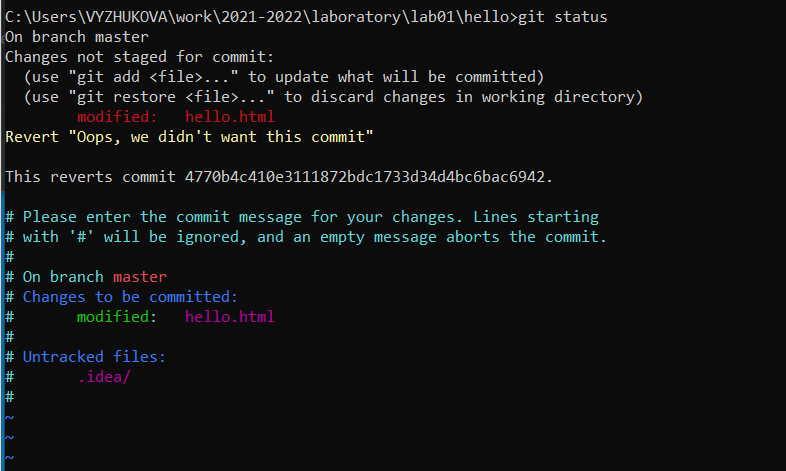 C:\Users\VYZHUKOVA\work\2021-2022\laboratory\lab01\hello>git status
On branch master
Changes not staged for commit:
  (use "git add <file>..." to update what will be committed)
  (use "git restore <file>..." to discard changes in working directory)
        modified:   hello.html
Revert "Oops, we didn't want this commit"

This reverts commit 4770b4c410e3111872bdc1733d34d4bc6bac6942.

# Please enter the commit message for your changes. Lines starting
# with '#' will be ignored, and an empty message aborts the commit.
#
# On branch master
# Changes to be committed:
#       modified:   hello.html
#
# Untracked files:
#       .idea/
#
~
~
~